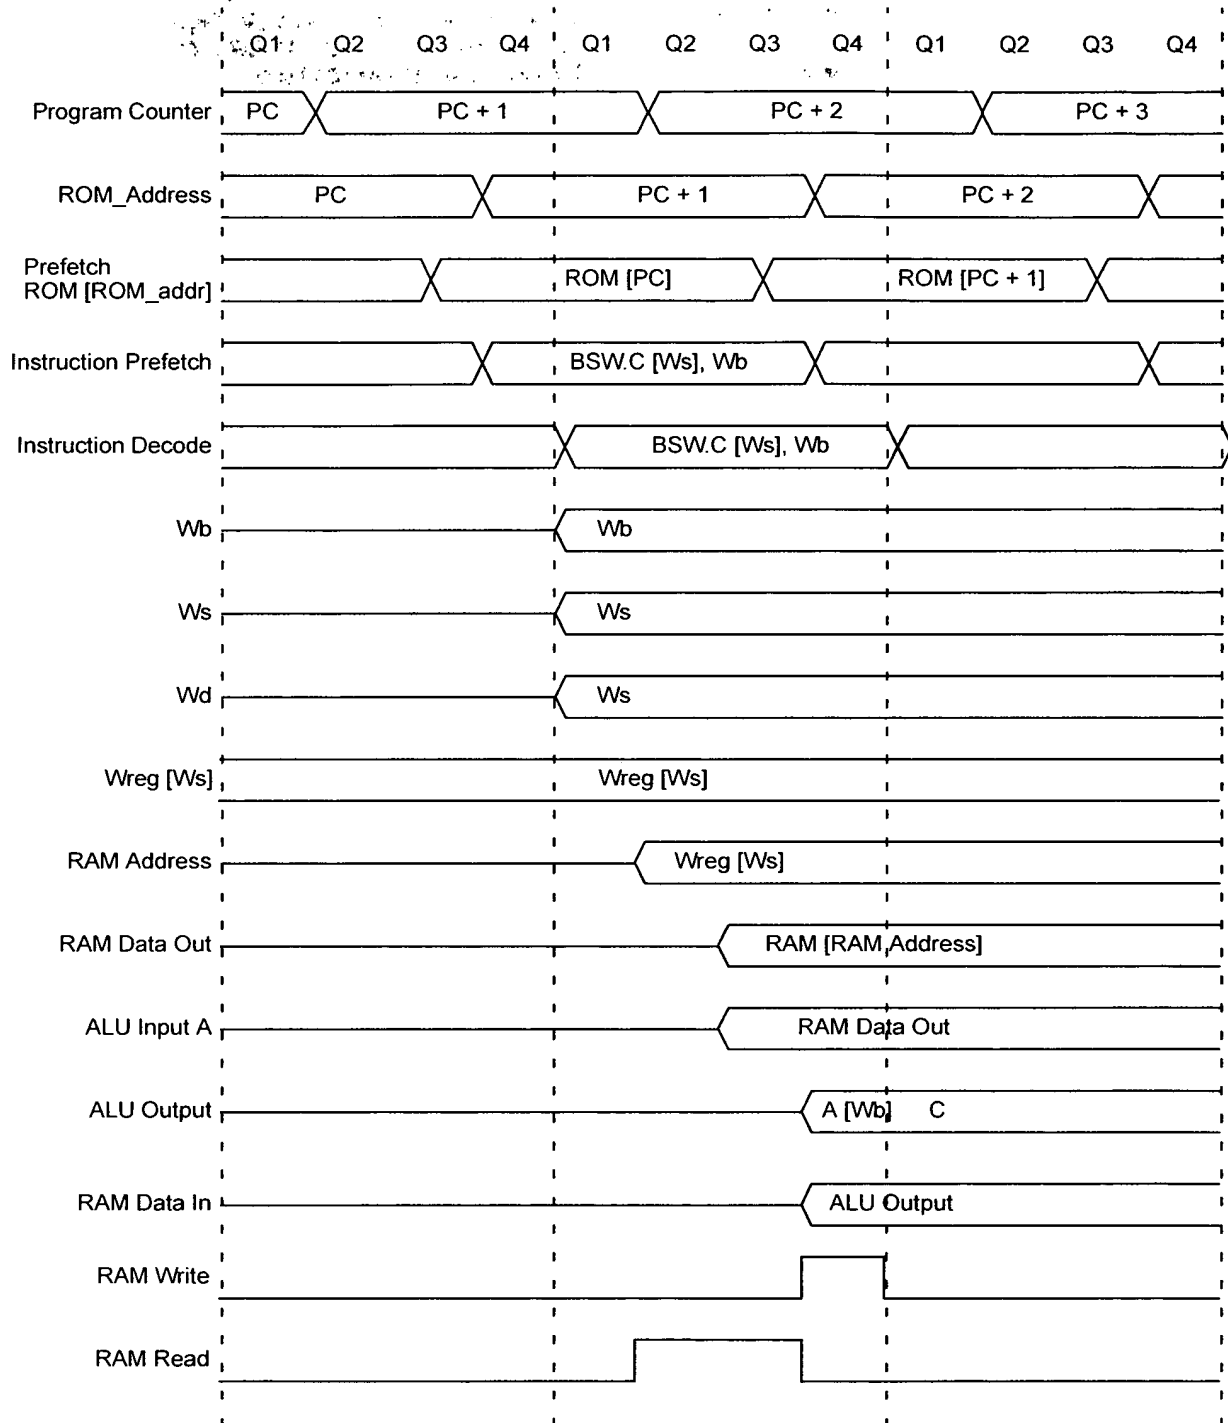 Q1 Q2 Q3 Q4 Q1 Q2 Q3 Q4 Q1 Q2 Q3 Q4
Program Counter PC PC + 1 PC + 2 PC + 3
ROM_Address PC PC + 1 PC + 2
Prefetch
ROM [ROM_addr] ROM [PC] ROM [PC + 1]
Instruction Prefetch BSW.C [Ws], Wb
Instruction Decode BSW.C [Ws], Wb
Wb Wb
Ws Ws
Wd Ws
Wreg [Ws] Wreg [Ws]
RAM Address Wreg [Ws]
RAM Data Out RAM [RAM Address]
ALU Input A RAM Data Out
ALU Output A [Wb] C
RAM Data In ALU Output
RAM Write
RAM Read